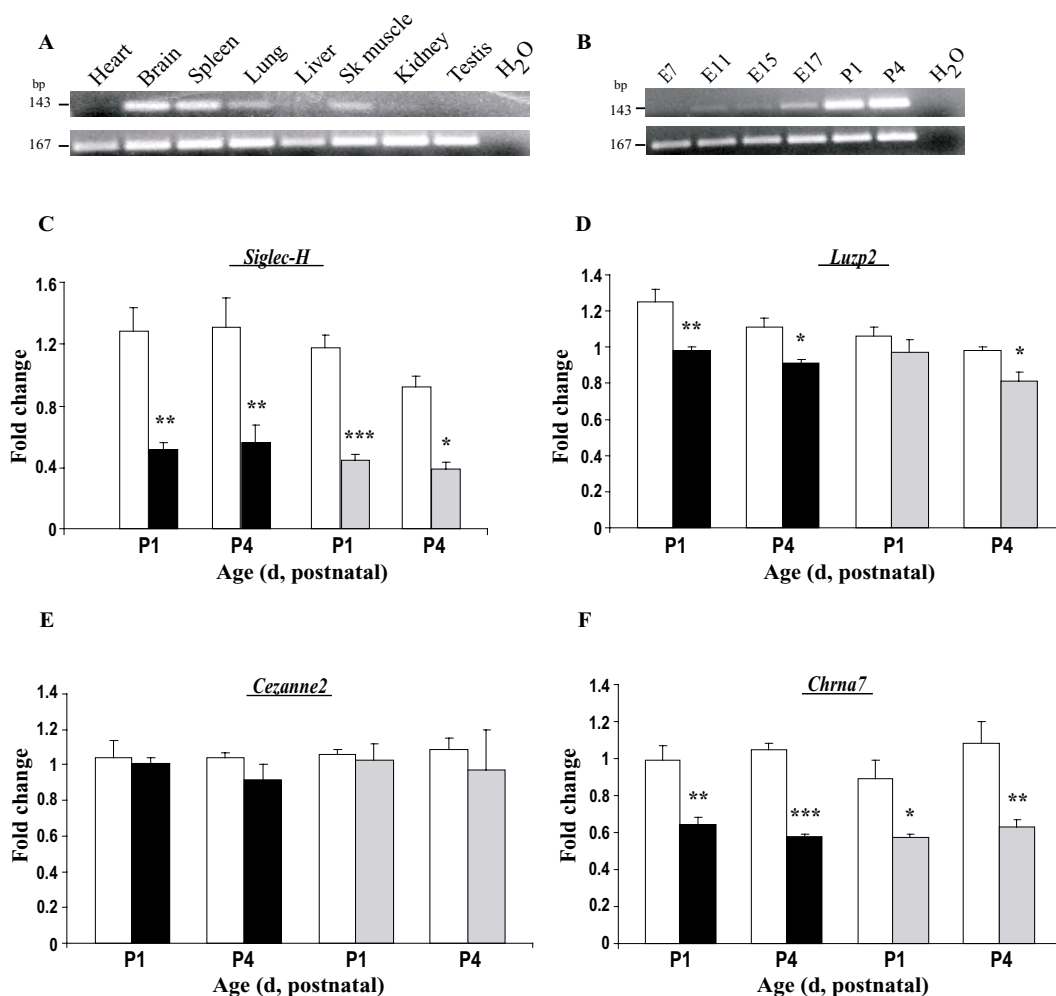 A
B
Heart Brain Spleen Lung Liver Sk muscle Kidney Testis H2O
E7 E11 E15 E17 P1 P4 H2O
bp
143
167
bp
143
167
C
Siglec-H
Fold change
1.6
1.2
0.8
0.4
0
** ** *** *
P1 P4 P1 P4
Age (d, postnatal)
D
Luzp2
Fold change
1.4
1.2
1
0.8
0.6
0.4
0.2
0
** * *
P1 P4 P1 P4
Age (d, postnatal)
E
Cezanne2
Fold change
1.4
1.2
1
0.8
0.6
0.4
0.2
0
P1 P4 P1 P4
Age (d, postnatal)
F
Chrna7
Fold change
1.4
1.2
1
0.8
0.6
0.4
0.2
0
** *** * **
P1 P4 P1 P4
Age (d, postnatal)